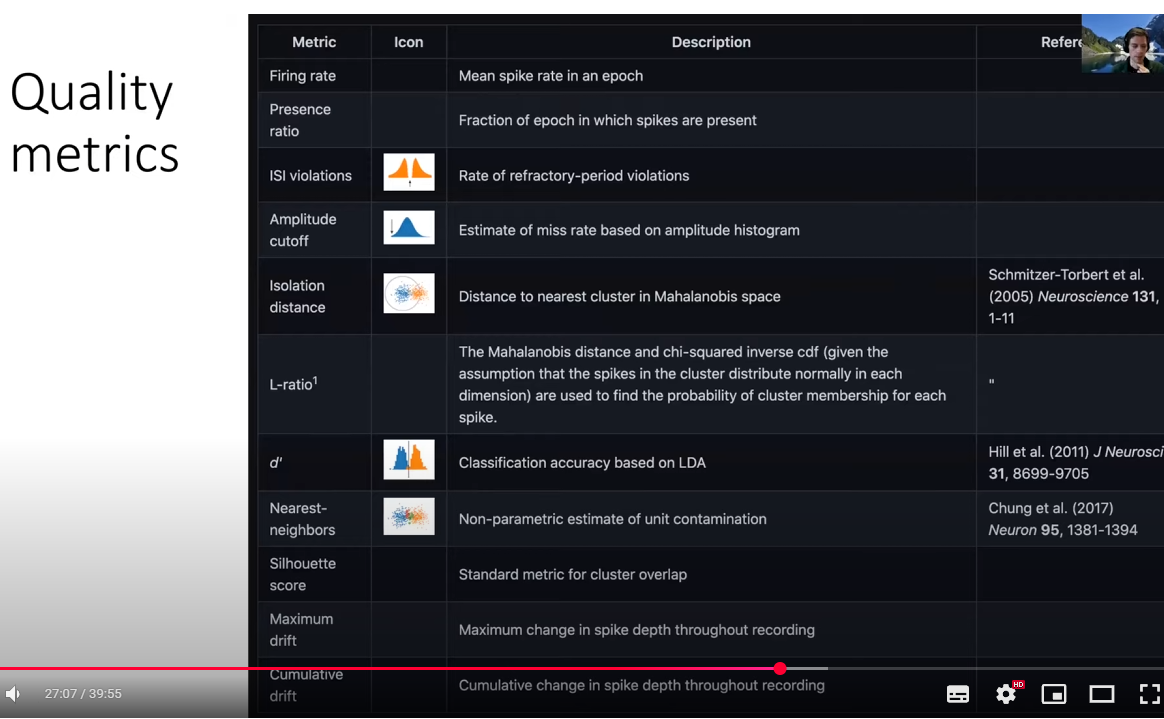 Quality
metrics
Metric Icon Description Refere
Firing rate Mean spike rate in an epoch
Presence
ratio
Fraction of epoch in which spikes are present
ISI violations Rate of refractory-period violations
Amplitude
cutoff
Estimate of miss rate based on amplitude histogram
Isolation
distance
Distance to nearest cluster in Mahalanobis space
Schmitzer-Torbert et al.
(2005) Neuroscience 131,
1-11
L-ratio1
The Mahalanobis distance and chi-squared inverse cdf (given the
assumption that the spikes in the cluster distribute normally in each
dimension) are used to find the probability of cluster membership for each
spike.
"
d' Classification accuracy based on LDA
Hill et al. (2011) J Neurosci
31, 8699-9705
Nearest-
neighbors
Non-parametric estimate of unit contamination
Chung et al. (2017)
Neuron 95, 1381-1394
Silhouette
score
Standard metric for cluster overlap
Maximum
drift
Maximum change in spike depth throughout recording
Cumulative
drift
Cumulative change in spike depth throughout recording
27:07 / 39:55
HD